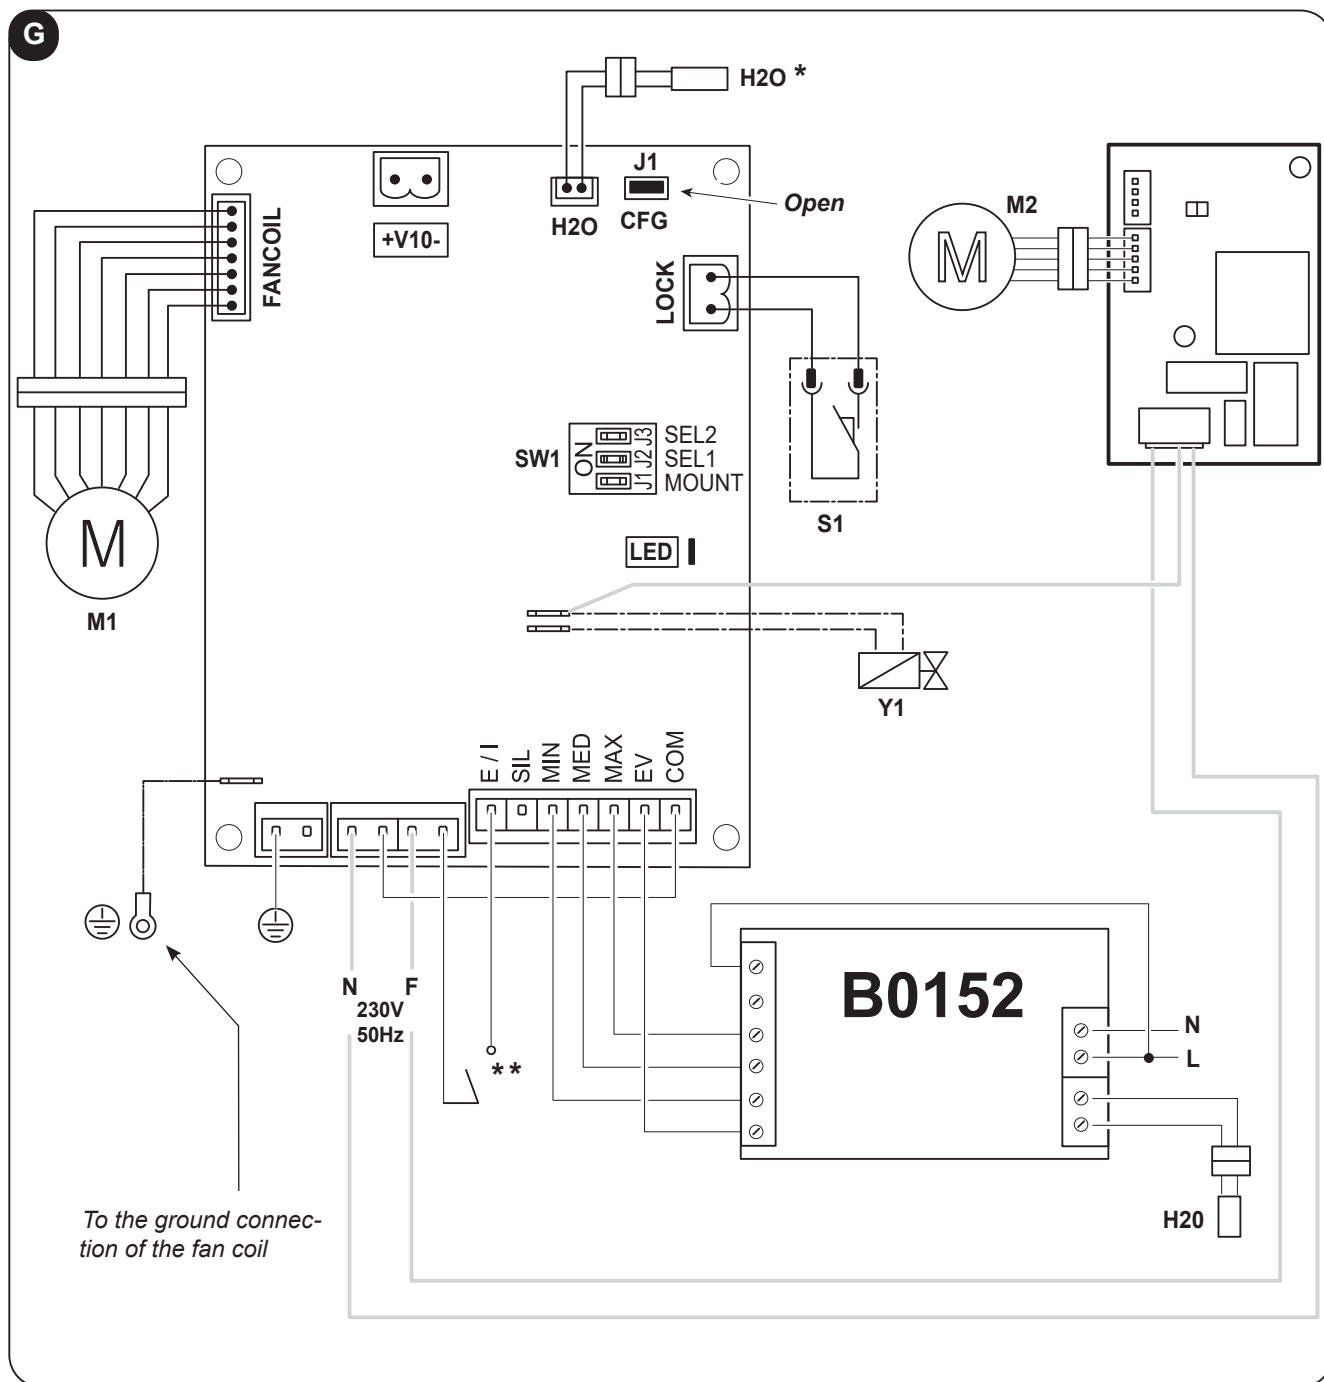 G
H2O *
J1
Open
H2O
CFG
+V10-
FANCOIL
LOCK
M2
M
SW1
ON
J3
SEL2
J2
SEL1
J1
MOUNT
S1
LED
M
M1
Y1
E / I
SIL
MIN
MED
MAX
EV
COM
N
F
230V
50Hz
**
B0152
N
L
H20
To the ground connec-
tion of the fan coil